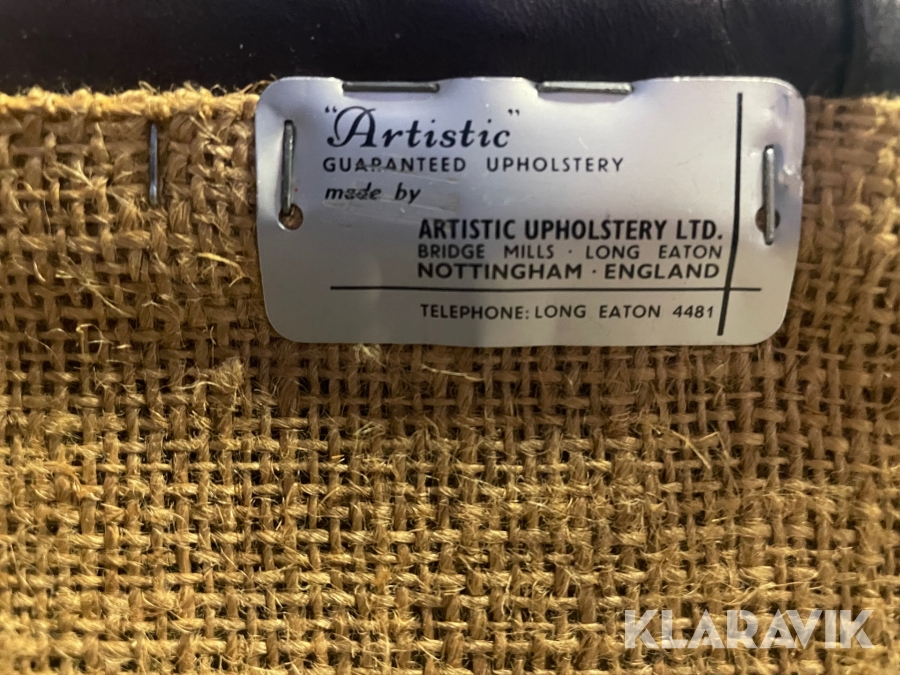 "Artistic"
GUARANTEED UPHOLSTERY
made by
ARTISTIC UPHOLSTERY LTD.
BRIDGE MILLS · LONG EATON
NOTTINGHAM · ENGLAND
TELEPHONE: LONG EATON 4481
KLARAVIK